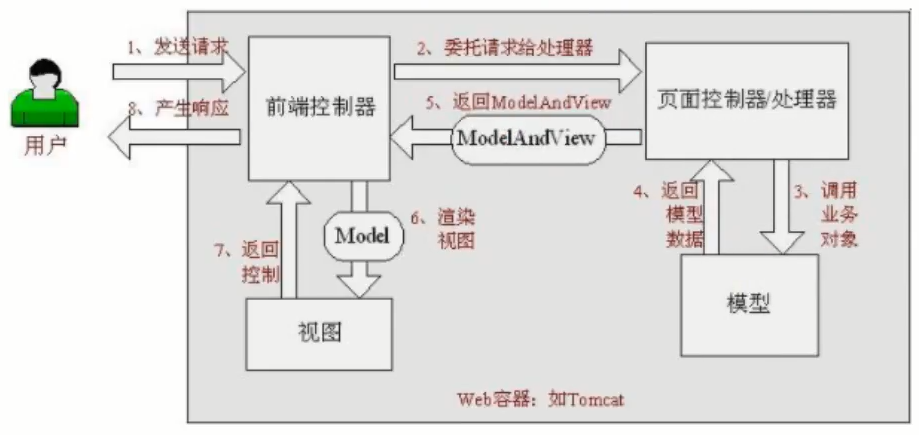 1、发送请求
2、委托请求给处理器
前端控制器
页面控制器/处理器
5、返回ModelAndView
8、产生响应
ModelAndView
用户
4、返回
模型
数据
3、调用
业务
对象
6、渲染
视图
Model
7、返回
控制
视图
模型
Web容器：如Tomcat